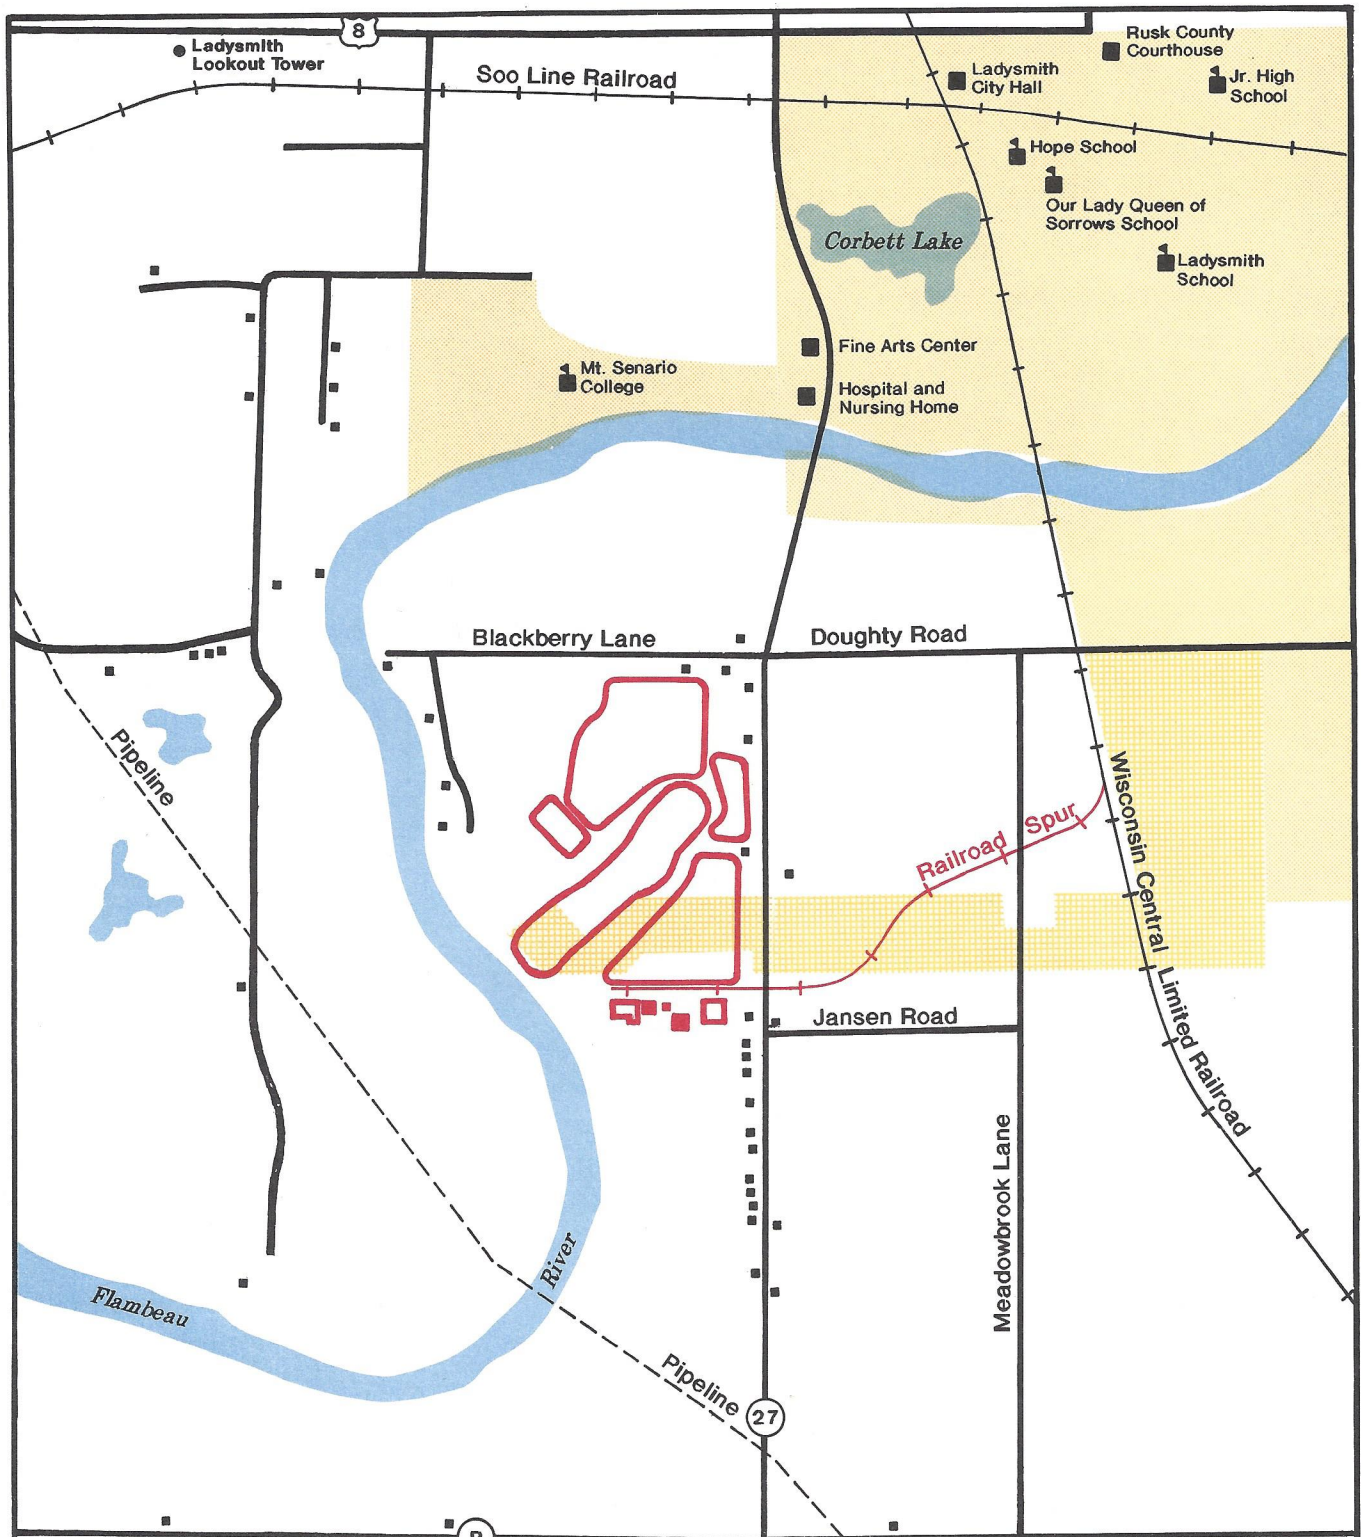 8
Ladysmith
Lookout Tower
Soo Line Railroad
Rusk County
Courthouse
Ladysmith
City Hall
Jr. High
School
Hope School
Our Lady Queen of
Sorrows School
Corbett Lake
Ladysmith
School
Fine Arts Center
Mt. Senario
College
Hospital and
Nursing Home
Blackberry Lane
Doughty Road
Pipeline
Railroad Spur
Wisconsin Central Limited Railroad
Jansen Road
Meadowbrook Lane
Flambeau
River
Pipeline
27